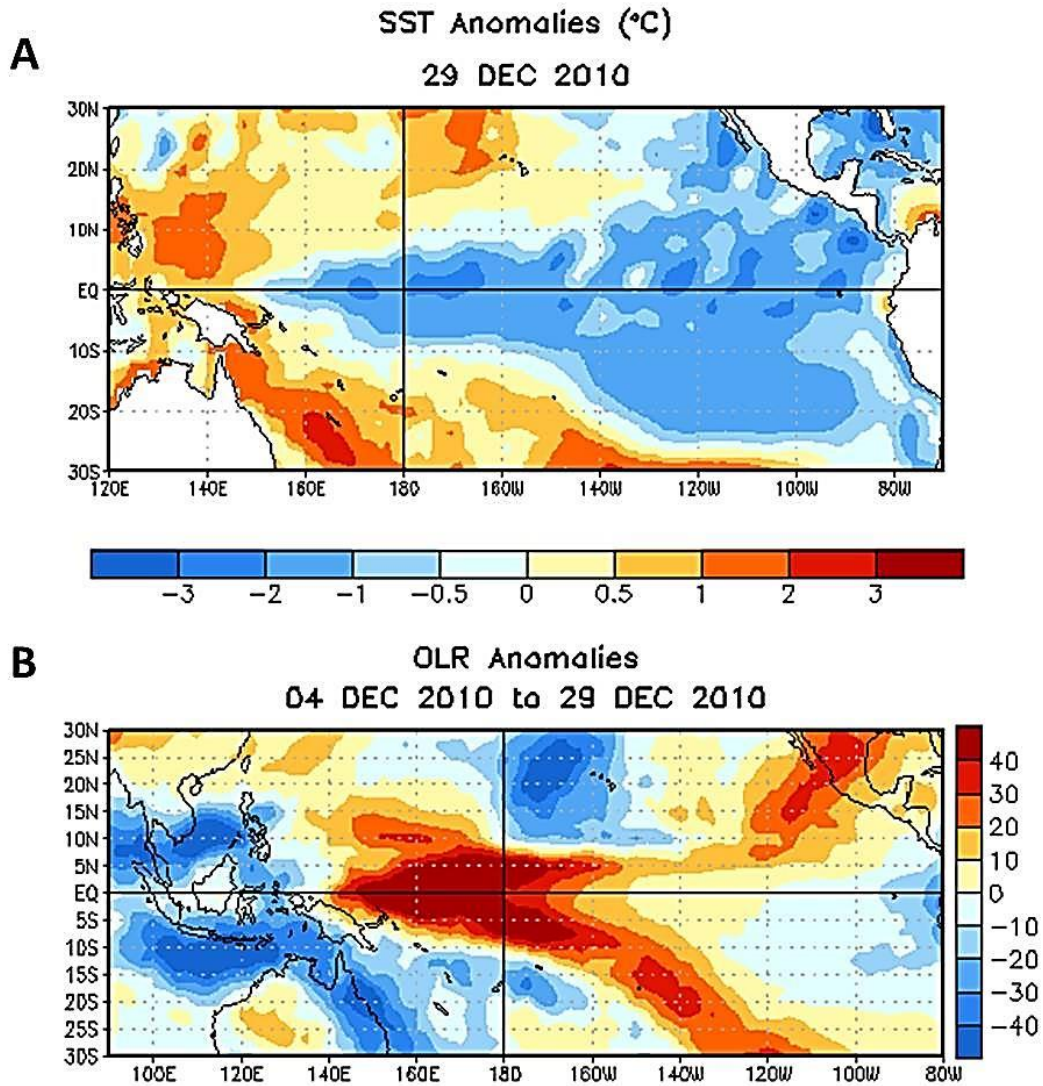 A
SST Anomalies (°C)
29 DEC 2010
30N
20N
10N
EQ
10S
20S
30S
120E 140E 160E 180 160W 140W 120W 100W 80W
-3 -2 -1 -0.5 0 0.5 1 2 3
B
OLR Anomalies
04 DEC 2010 to 29 DEC 2010
30N
25N
20N
15N
10N
5N
EQ
5S
10S
15S
20S
25S
30S
100E 120E 140E 160E 180 160W 140W 120W 100W 80W
40
30
20
10
0
-10
-20
-30
-40